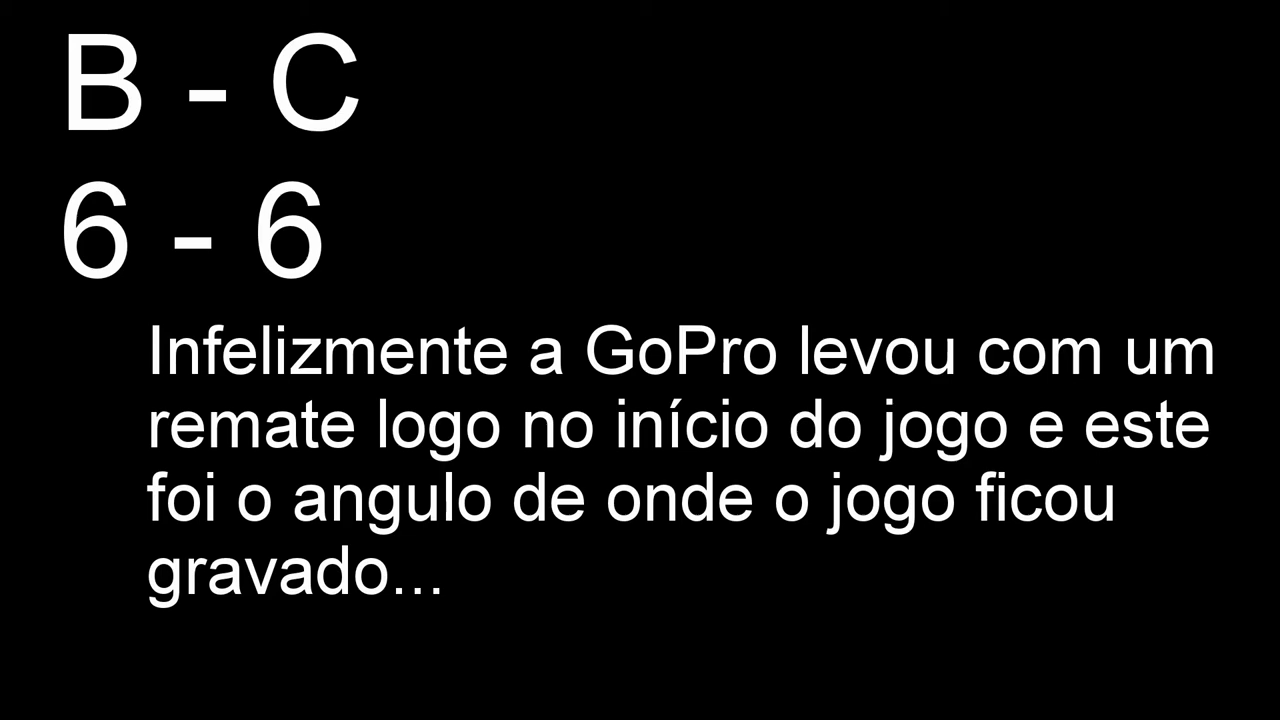 B - C
6 - 6
Infelizmente a GoPro levou com um
remate logo no início do jogo e este
foi o angulo de onde o jogo ficou
gravado...